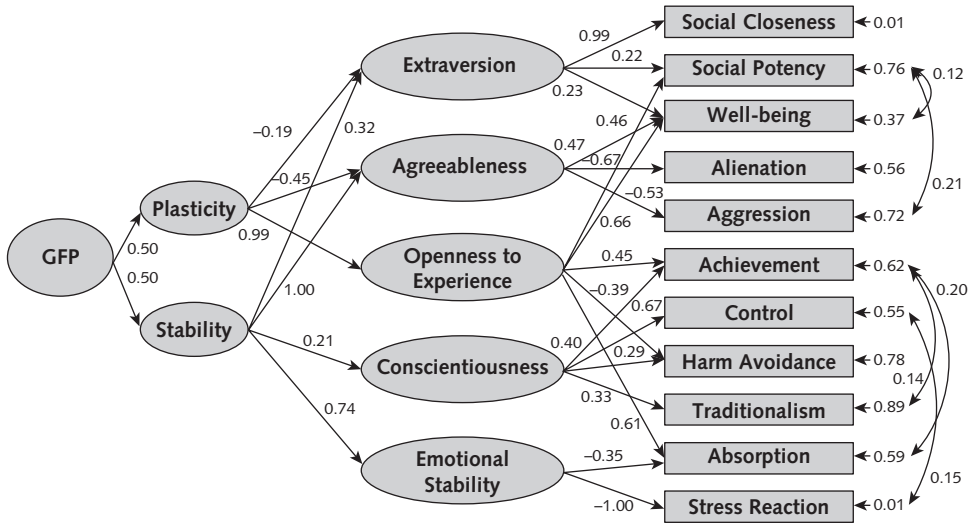 Social Closeness
0.01
0.99
Extraversion
0.22
Social Potency
0.76
0.12
0.23
Well-being
0.37
0.32
0.46
–0.19
0.47
Agreeableness
–0.67
Alienation
0.56
–0.45
–0.53
0.21
Plasticity
Aggression
0.72
0.66
0.99
GFP
0.50
Openness to
Experience
0.45
Achievement
0.62
0.50
1.00
–0.39
0.20
0.67
Control
0.55
Stability
0.21
0.40
0.29
Harm Avoidance
0.78
Conscientiousness
0.14
0.33
Traditionalism
0.89
0.74
0.61
Emotional
Stability
–0.35
Absorption
0.59
0.15
–1.00
Stress Reaction
0.01